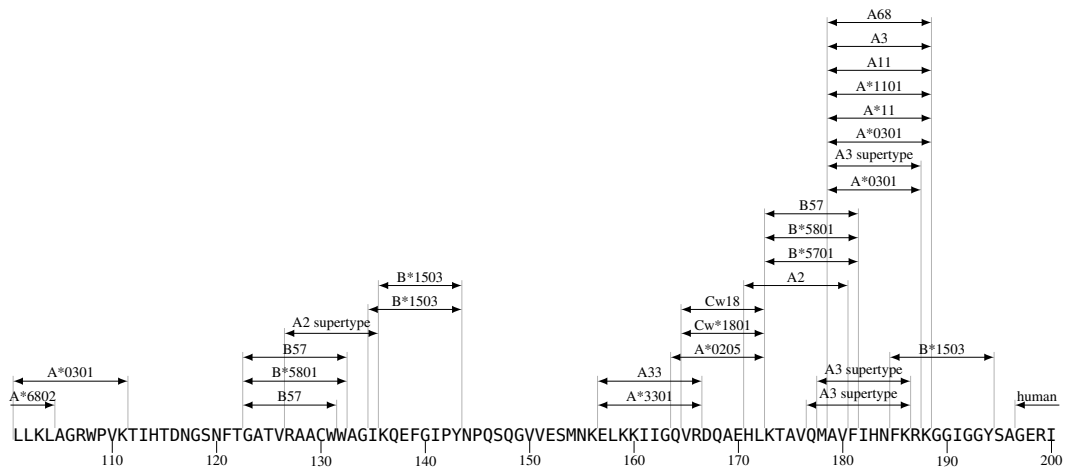 A68
A3
A11
A*1101
A*11
A*0301
A3 supertype
A*0301
B57
B*5801
B*5701
B*1503 A2
B*1503 Cw18
A2 supertype Cw*1801
B57 A*0205 B*1503
A*0301 B*5801 A33 A3 supertype
A*6802 B57 A*3301 A3 supertype human
LLKLAGRWPVKTIHTDNGSNFTGATVRAACWWAGIKQEFGIPYNPQSQGVVESMNKELKKIIGQVRDQAEHLKTAVQMAVFIHNFKRKGGIGGYSAGERI
110 120 130 140 150 160 170 180 190 200